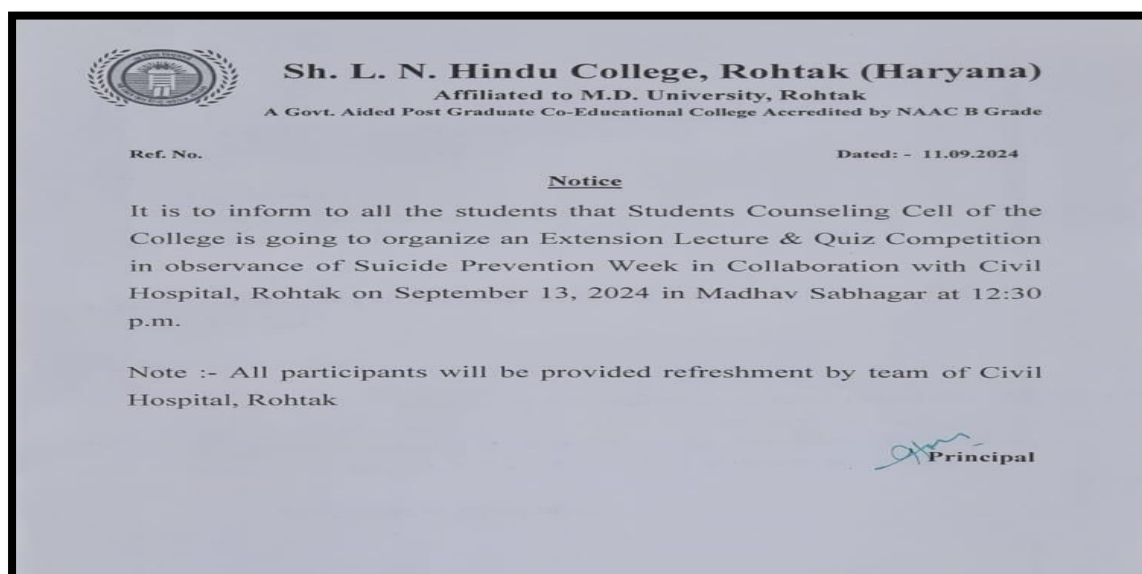 Sh. L. N. Hindu College, Rohtak (Haryana)
Affiliated to M.D. University, Rohtak
A Govt. Aided Post Graduate Co-Educational College Accredited by NAAC B Grade
Ref. No.
Dated: - 11.09.2024
Notice
It is to inform to all the students that Students Counseling Cell of the
College is going to organize an Extension Lecture & Quiz Competition
in observance of Suicide Prevention Week in Collaboration with Civil
Hospital, Rohtak on September 13, 2024 in Madhav Sabhagar at 12:30
p.m.
Note :- All participants will be provided refreshment by team of Civil
Hospital, Rohtak
Principal